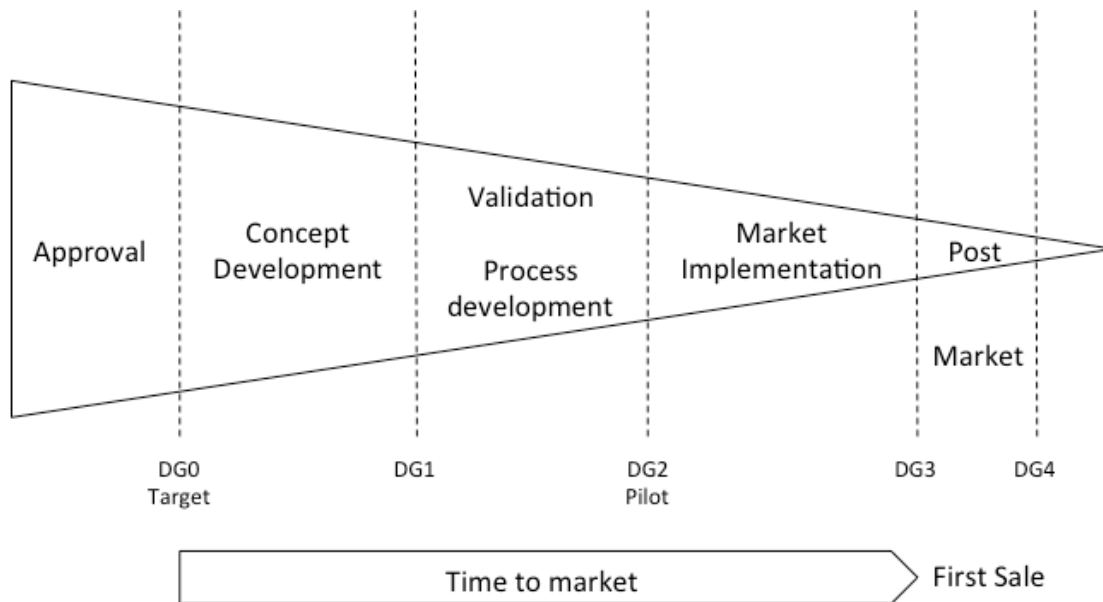 Approval
Concept
Development
Validation
Process
development
Market
Implementation
Post
Market
DG0
Target
DG1
DG2
Pilot
DG3
DG4
Time to market
First Sale